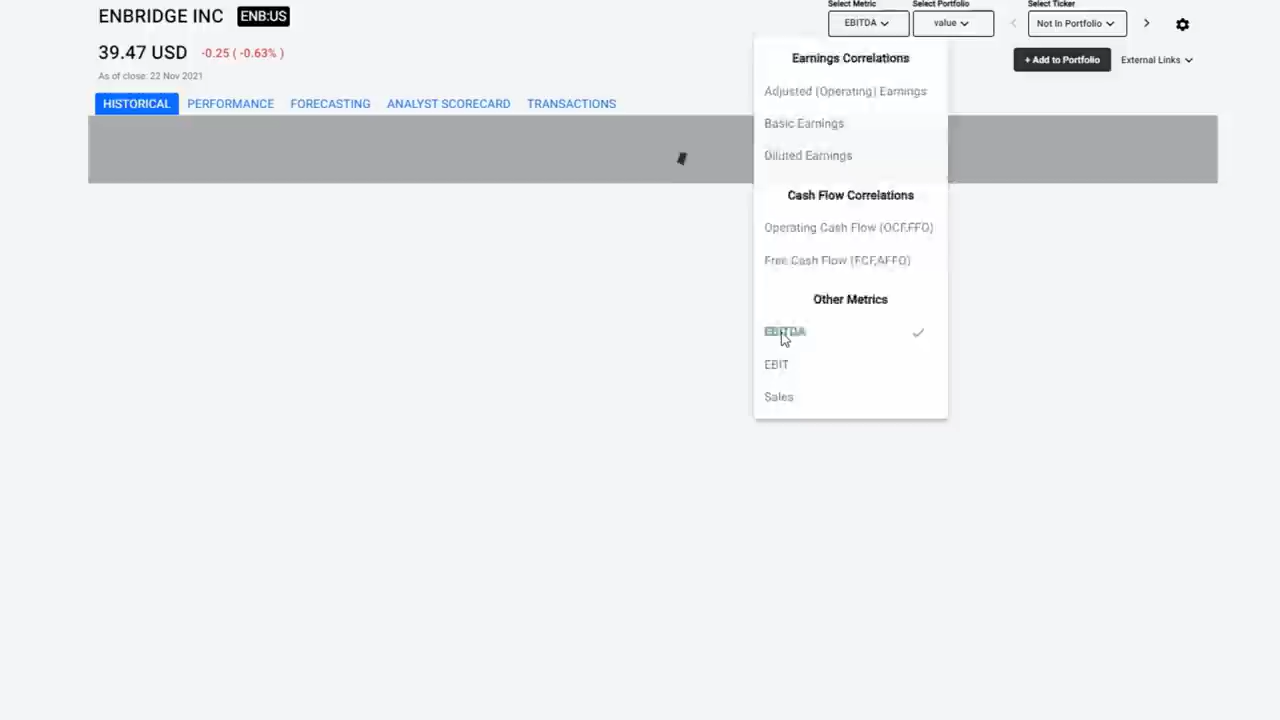 ENBRIDGE INC ENB:US
39.47 USD -0.25 ( -0.63% )
As of close: 22 Nov 2021
Select Metric Select Portfolio Select Ticker
EBITDA value Not In Portfolio
+ Add to Portfolio External Links
HISTORICAL PERFORMANCE FORECASTING ANALYST SCORECARD TRANSACTIONS
Earnings Correlations
Adjusted (Operating) Earnings
Basic Earnings
Diluted Earnings
Cash Flow Correlations
Operating Cash Flow (OCF,FFO)
Free Cash Flow (FCF,AFFO)
Other Metrics
EBITDA
EBIT
Sales